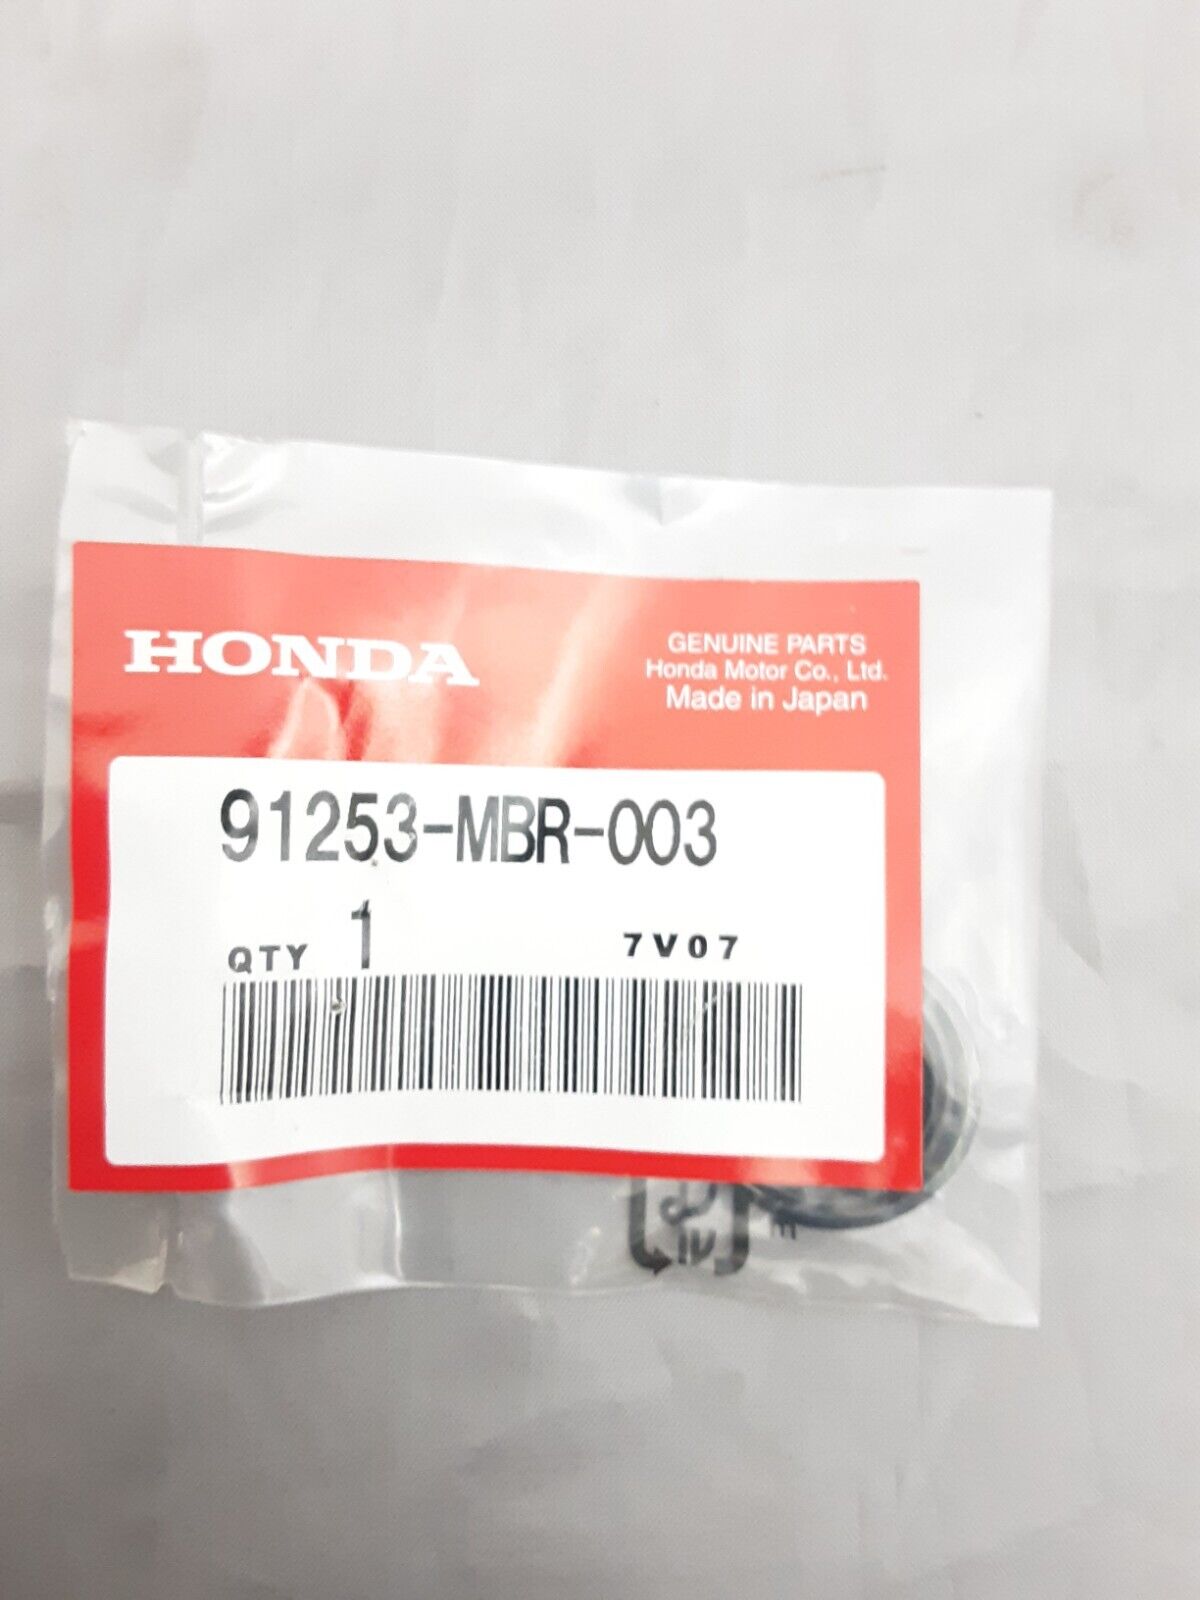 HONDA
GENUINE PARTS
Honda Motor Co., Ltd.
Made in Japan
91253-MBR-003
QTY 1 7V07